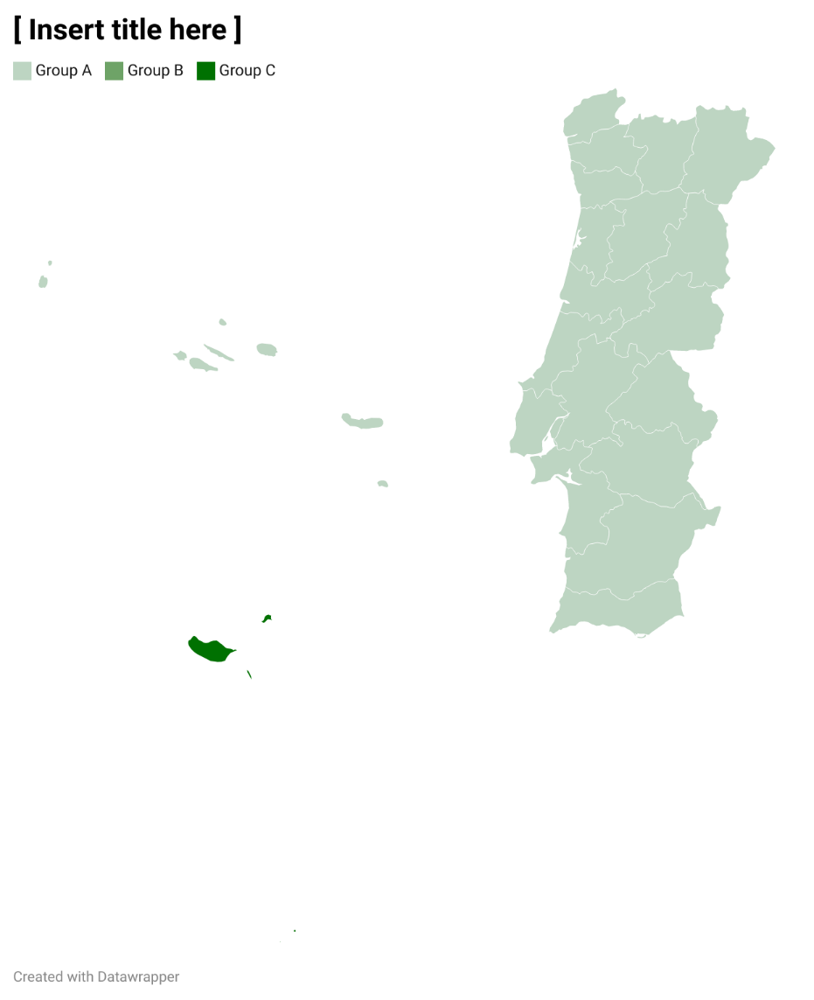 [ Insert title here ]
Group A Group B Group C
Created with Datawrapper